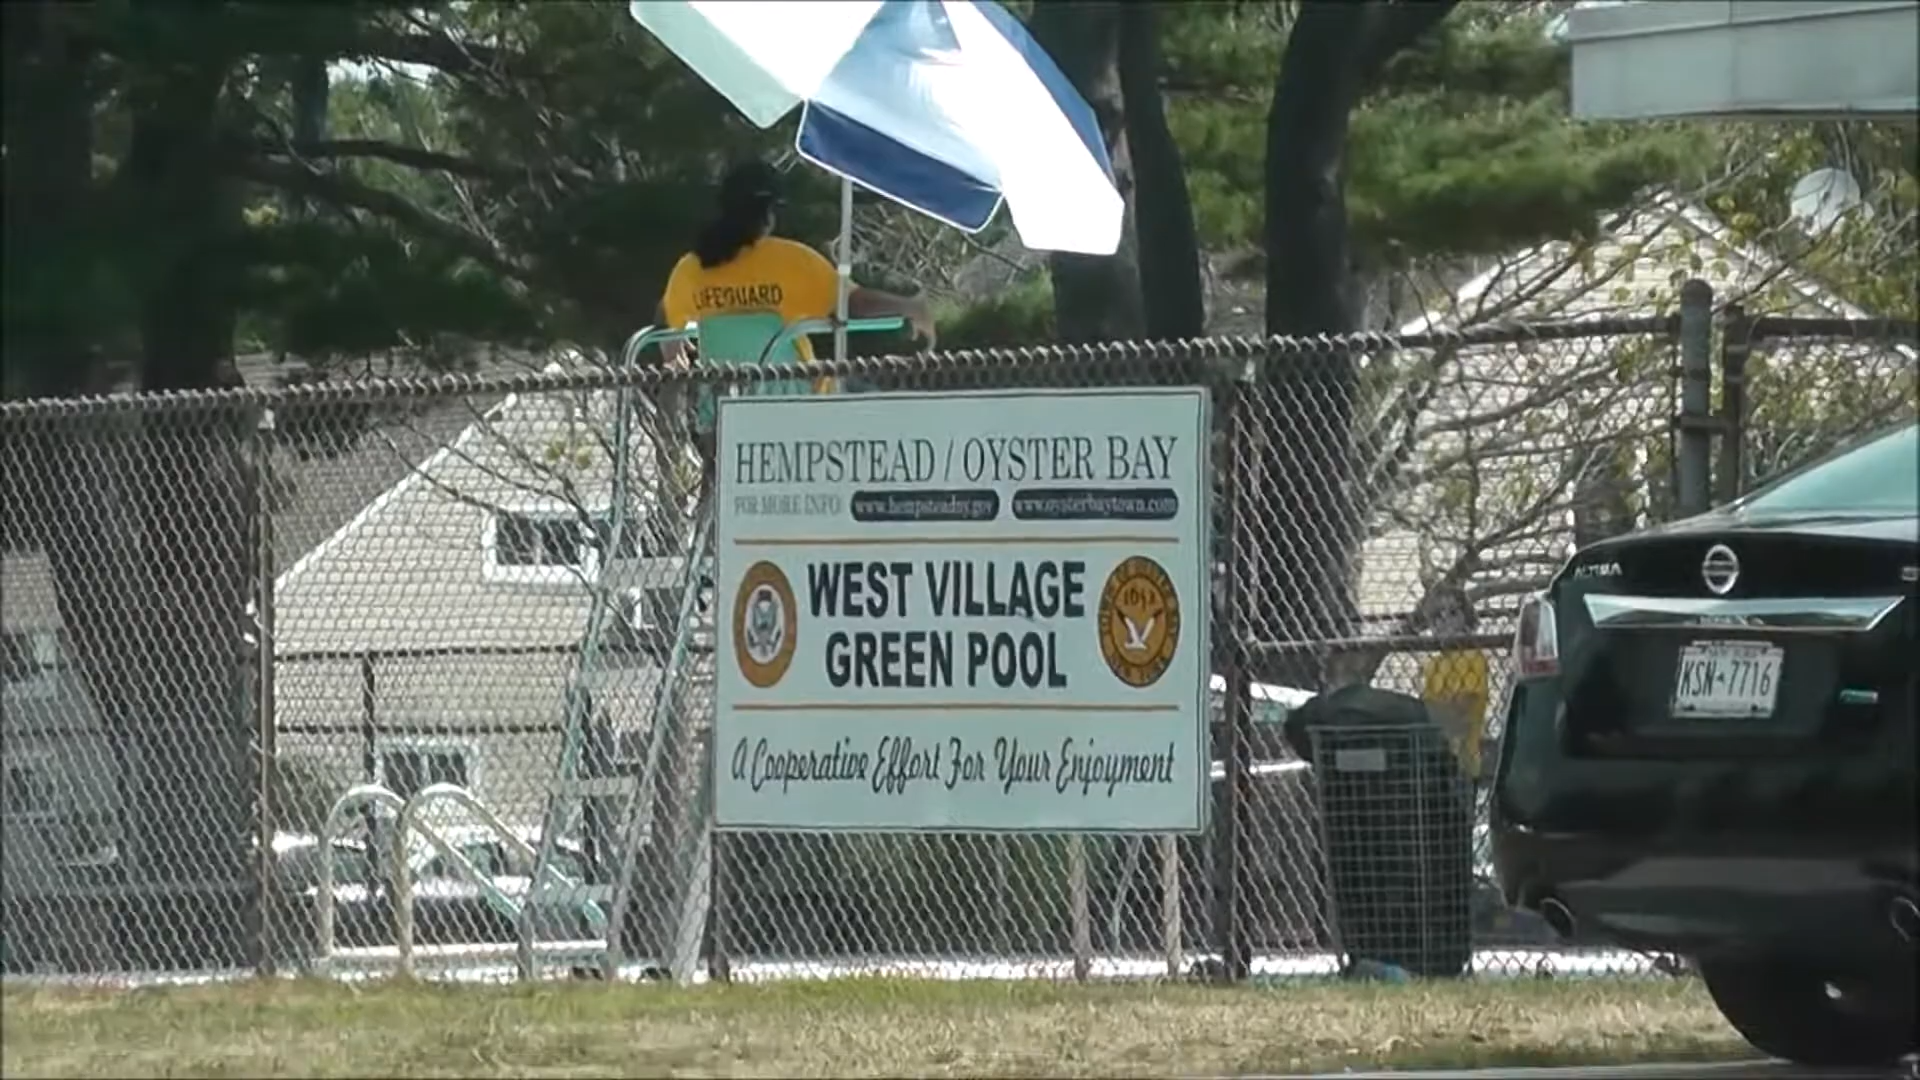 LIFEGUARD
HEMPSTEAD / OYSTER BAY
FOR MORE INFO: www.hempsteadny.gov www.oysterbaytown.com
WEST VILLAGE
GREEN POOL
A Cooperative Effort For Your Enjoyment
ALTIMA
KSN-7716